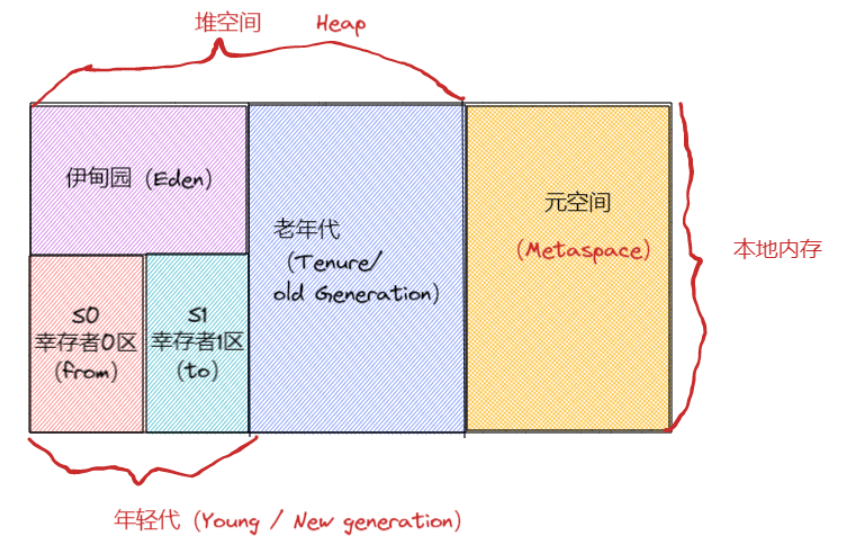 堆空间 Heap
伊甸园 (Eden)
S0
幸存者0区
(from)
S1
幸存者1区
(to)
老年代
(Tenure/
old Generation)
元空间
(Metaspace)
本地内存
年轻代 (Young / New generation)